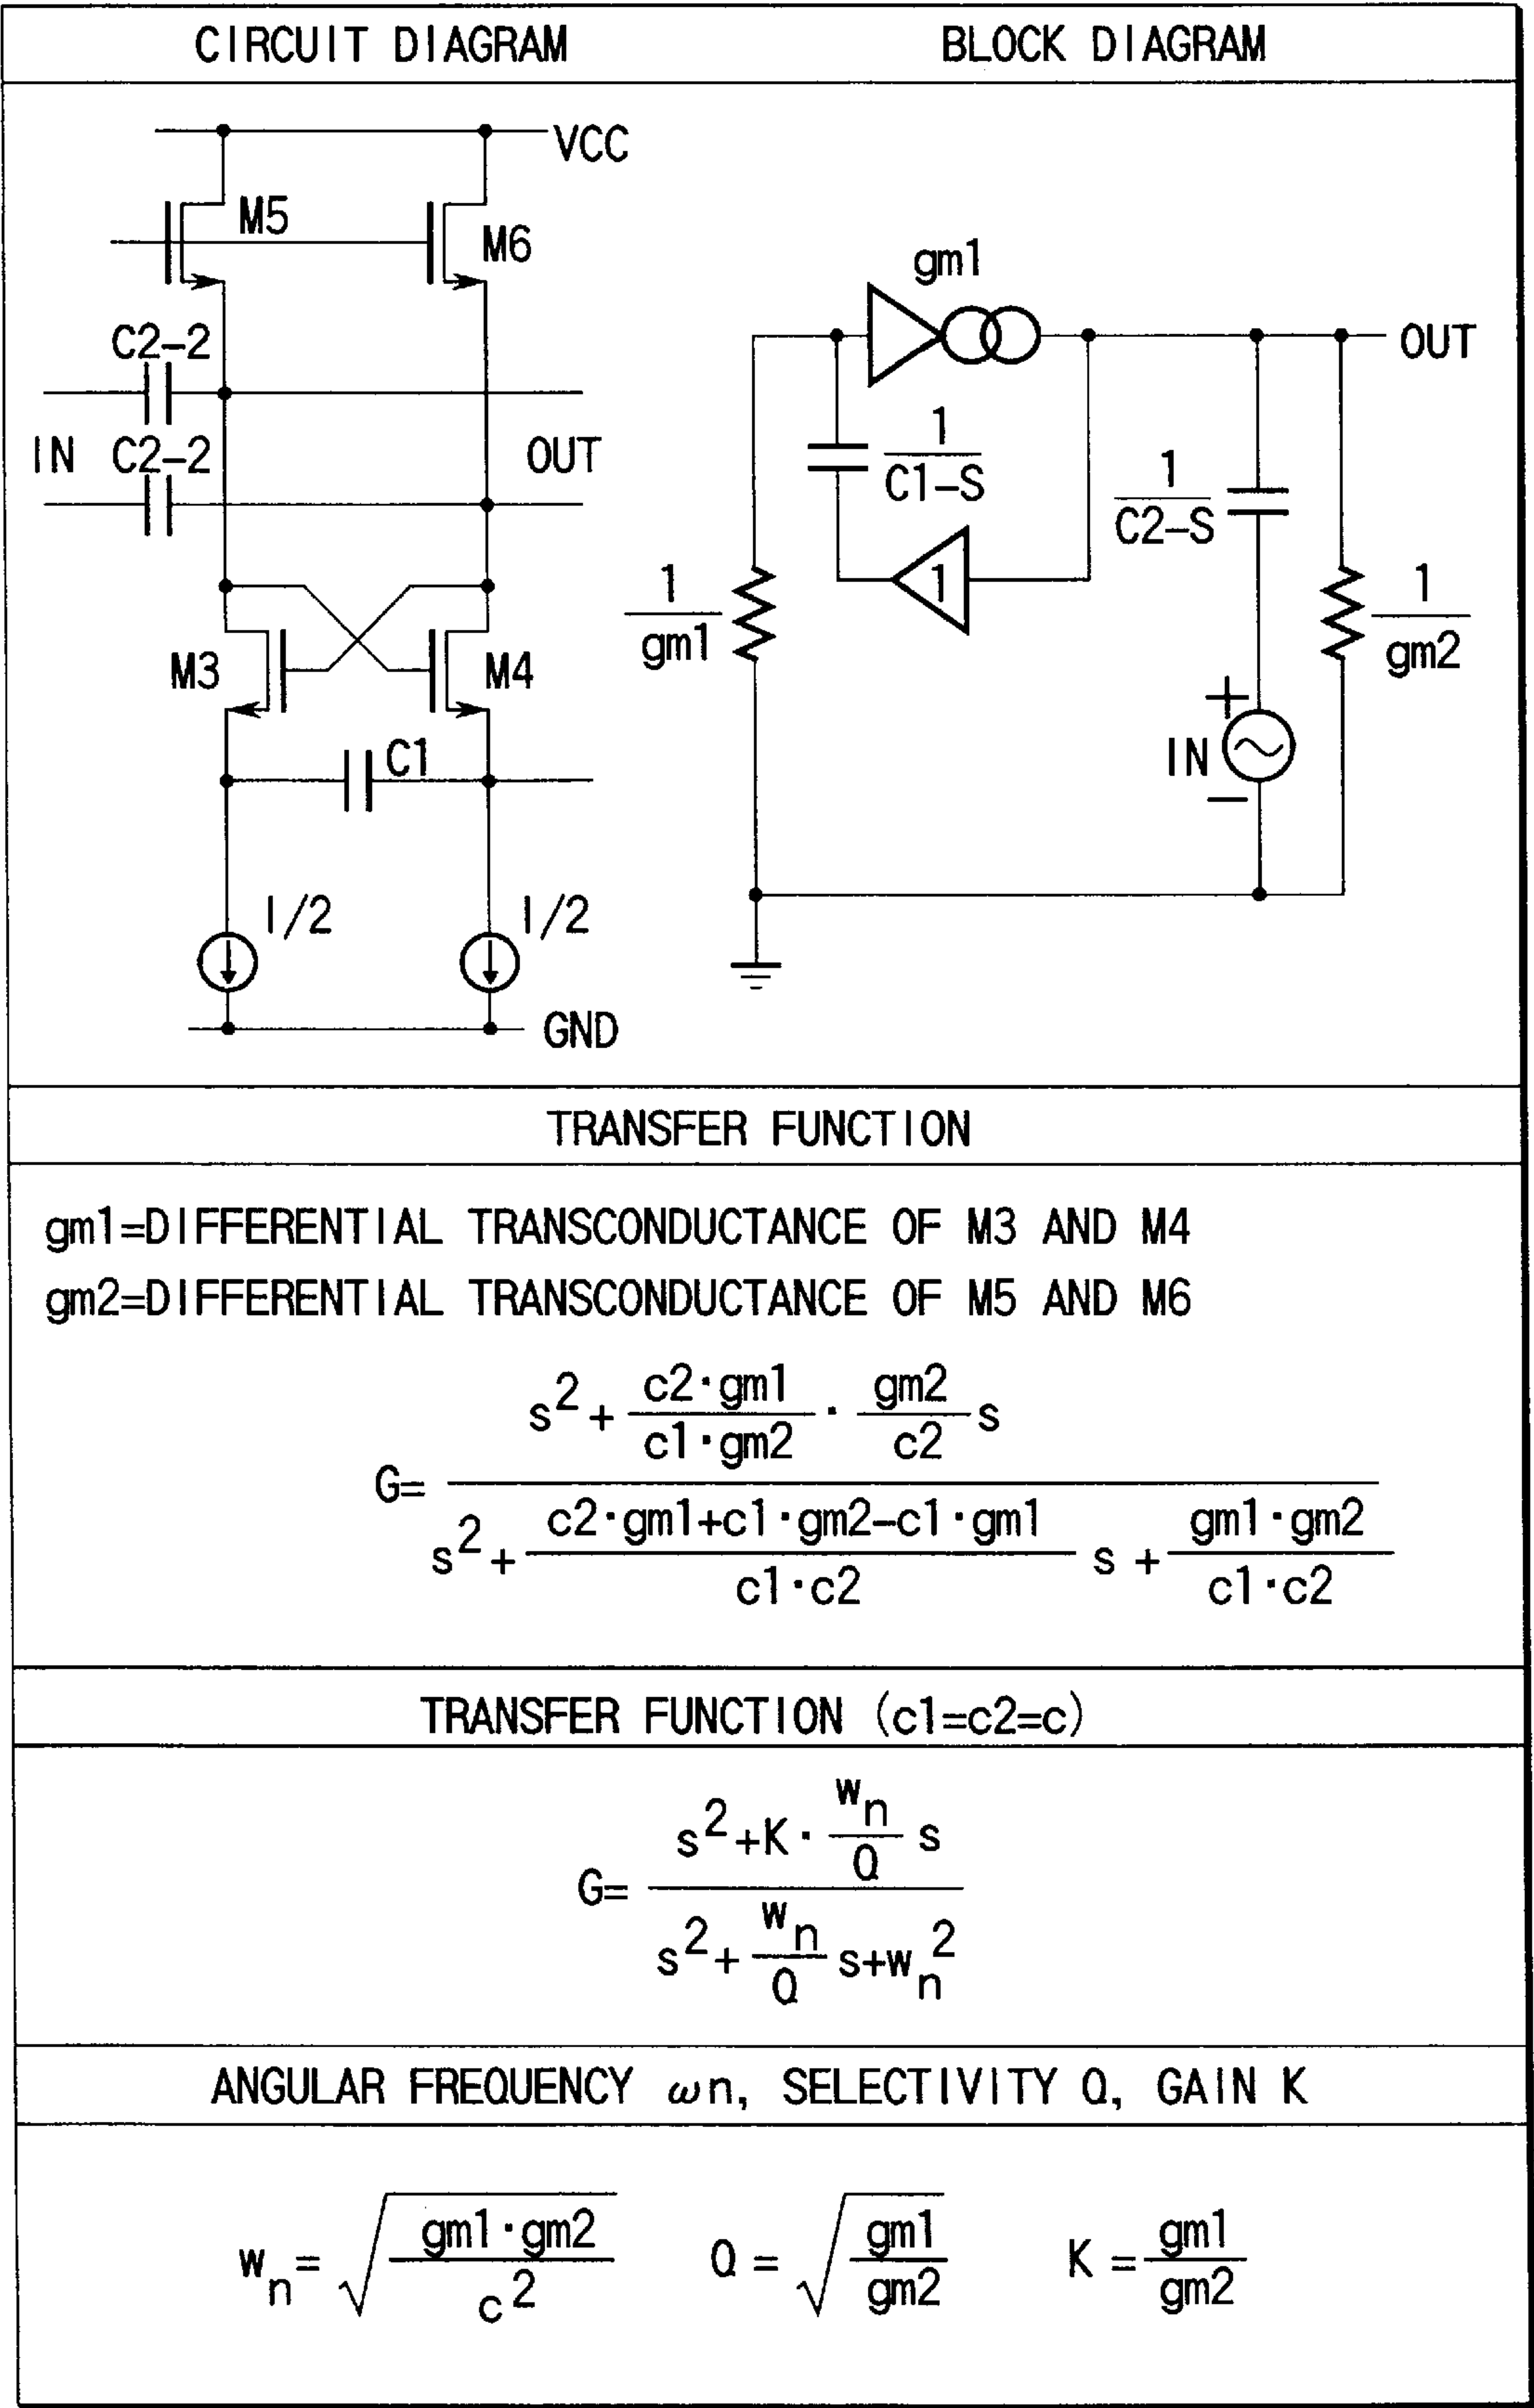 CIRCUIT DIAGRAM BLOCK DIAGRAM
VCC
M5
M6
C2-2
IN C2-2 OUT
M3 M4
C1
I/2 I/2
GND
gm1
OUT
1/C1-S
1/C2-S
1
1/gm1
1/gm2
+
IN
−
TRANSFER FUNCTION
gm1=DIFFERENTIAL TRANSCONDUCTANCE OF M3 AND M4
gm2=DIFFERENTIAL TRANSCONDUCTANCE OF M5 AND M6
s² + c2·gm1/c1·gm2 · gm2/c2 s
G=
s² + c2·gm1+c1·gm2−c1·gm1/c1·c2 s + gm1·gm2/c1·c2
TRANSFER FUNCTION (c1=c2=c)
s²+K· wn/Q s
G=
s²+ wn/Q s+wn²
ANGULAR FREQUENCY ωn, SELECTIVITY Q, GAIN K
wn= √(gm1·gm2/c²) Q = √(gm1/gm2) K = gm1/gm2